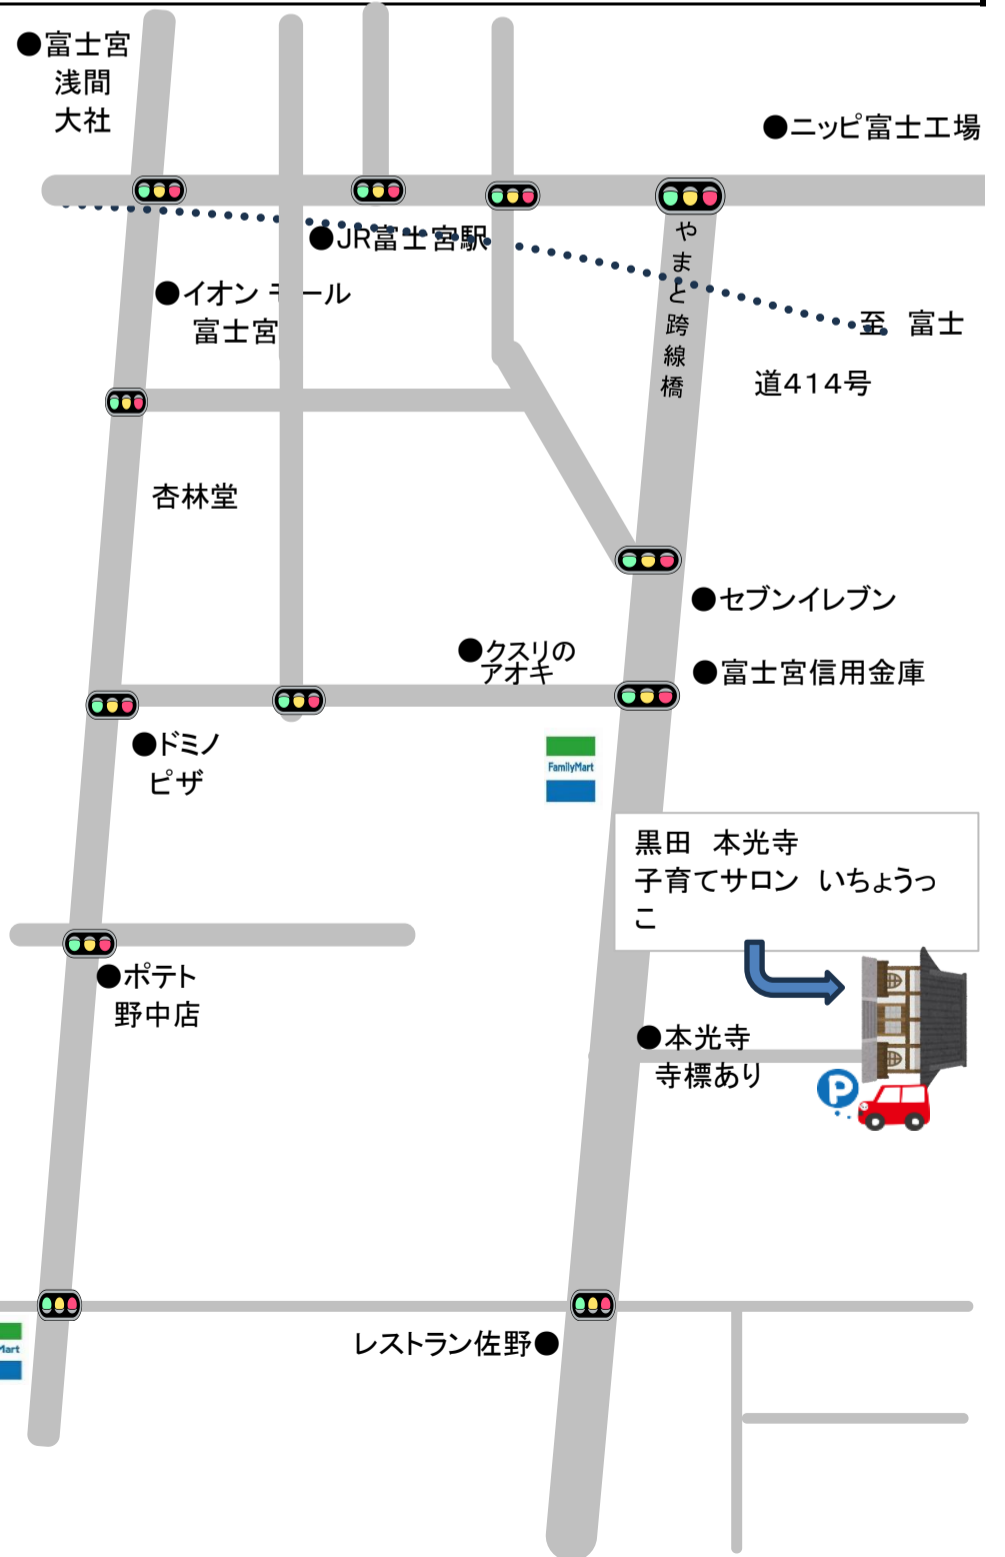 ●富士宮
浅間
大社
●ニッピ富士工場
●JR富士宮駅
やまと跨線橋
●イオン モール
富士宮
至　富士
道414号
杏林堂
●セブンイレブン
●クスリの
アオキ
●富士宮信用金庫
●ドミノ
ピザ
FamilyMart
黒田　本光寺
子育てサロン　いちょうっ
こ
●ポテト
野中店
●本光寺
寺標あり
P
レストラン佐野●
Mart